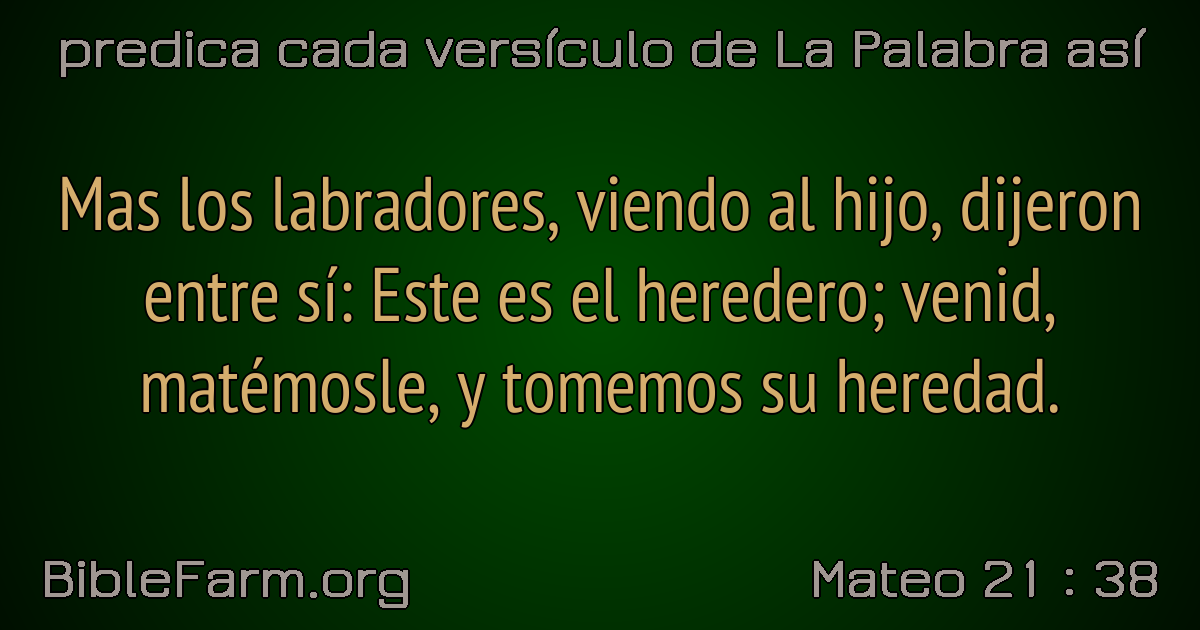 predica cada versículo de La Palabra así
Mas los labradores, viendo al hijo, dijeron
entre sí: Este es el heredero; venid,
matémosle, y tomemos su heredad.
BibleFarm.org
Mateo 21 : 38